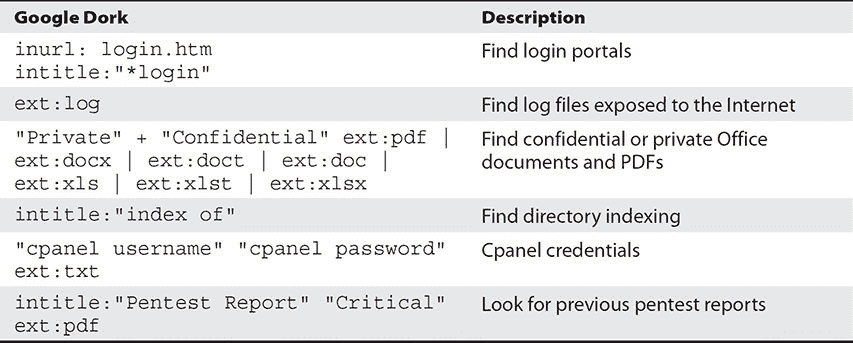 Google Dork Description
inurl: login.htm Find login portals
intitle:"*login"
ext:log Find log files exposed to the Internet
"Private" + "Confidential" ext:pdf | Find confidential or private Office
ext:docx | ext:doct | ext:doc | documents and PDFs
ext:xls | ext:xlst | ext:xlsx
intitle:"index of" Find directory indexing
"cpanel username" "cpanel password" Cpanel credentials
ext:txt
intitle:"Pentest Report" "Critical" Look for previous pentest reports
ext:pdf